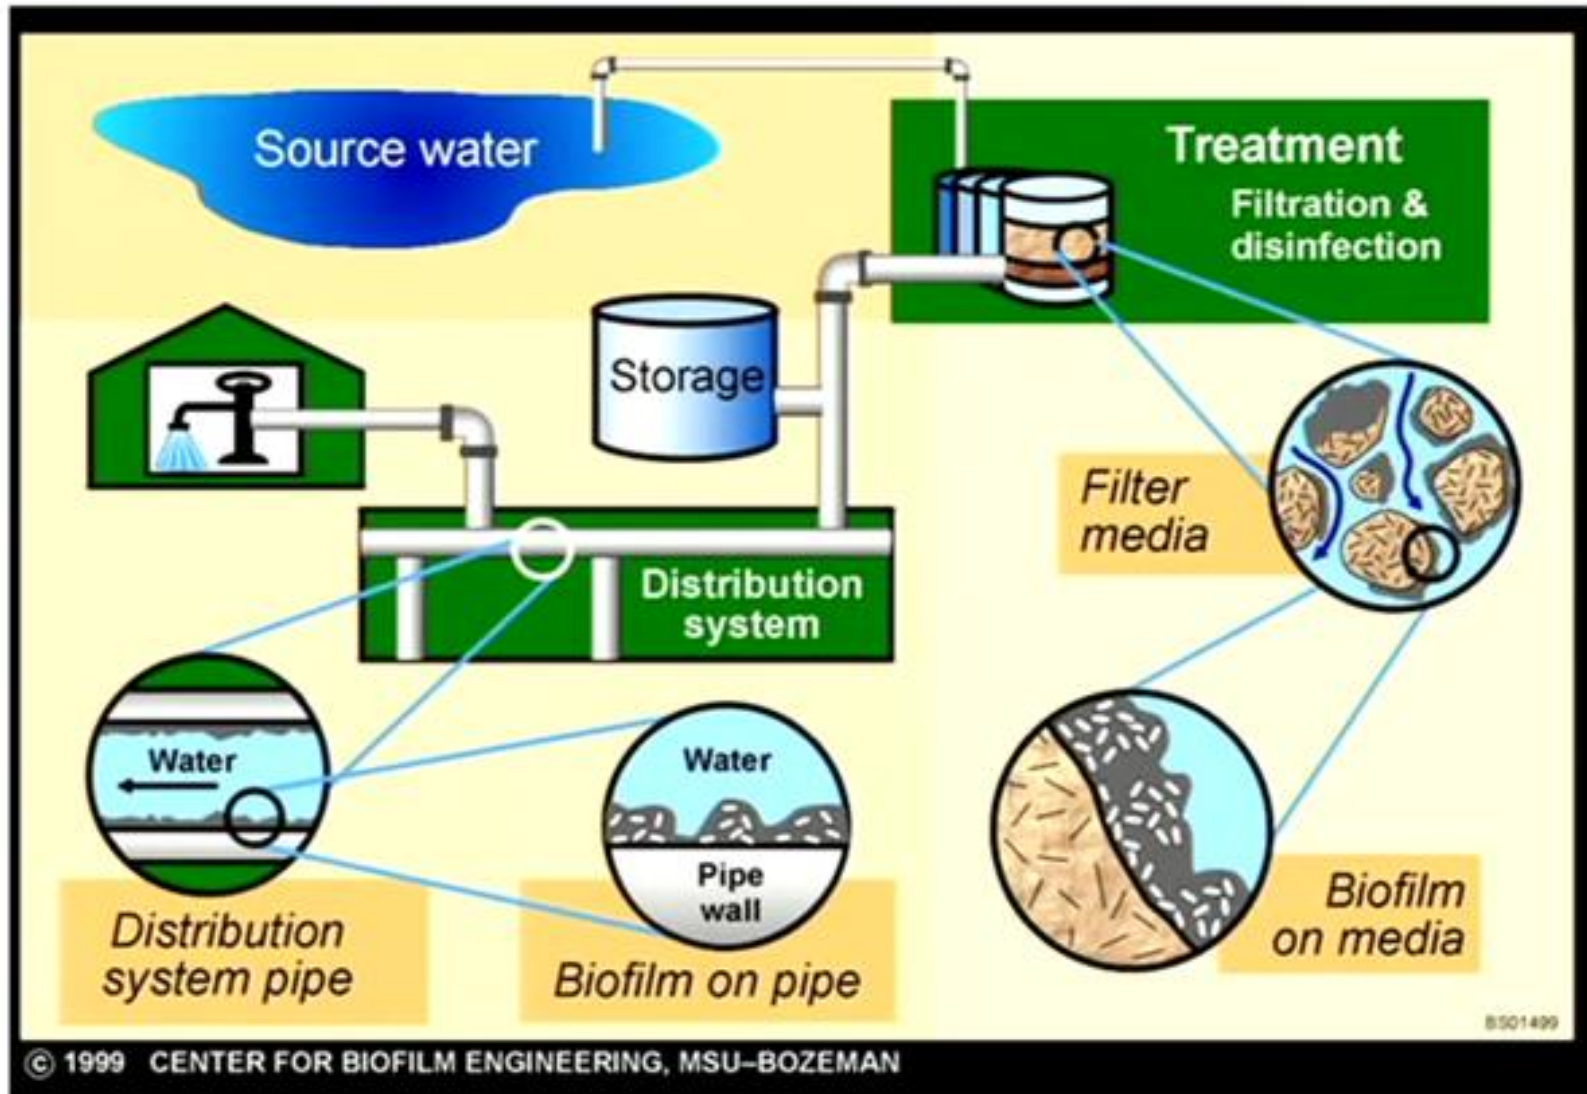 Source water
Treatment
Filtration &
disinfection
Storage
Filter
media
Distribution
system
Water
Water
Pipe
wall
Distribution
system pipe
Biofilm on pipe
Biofilm
on media
BS01499
© 1999 CENTER FOR BIOFILM ENGINEERING, MSU–BOZEMAN